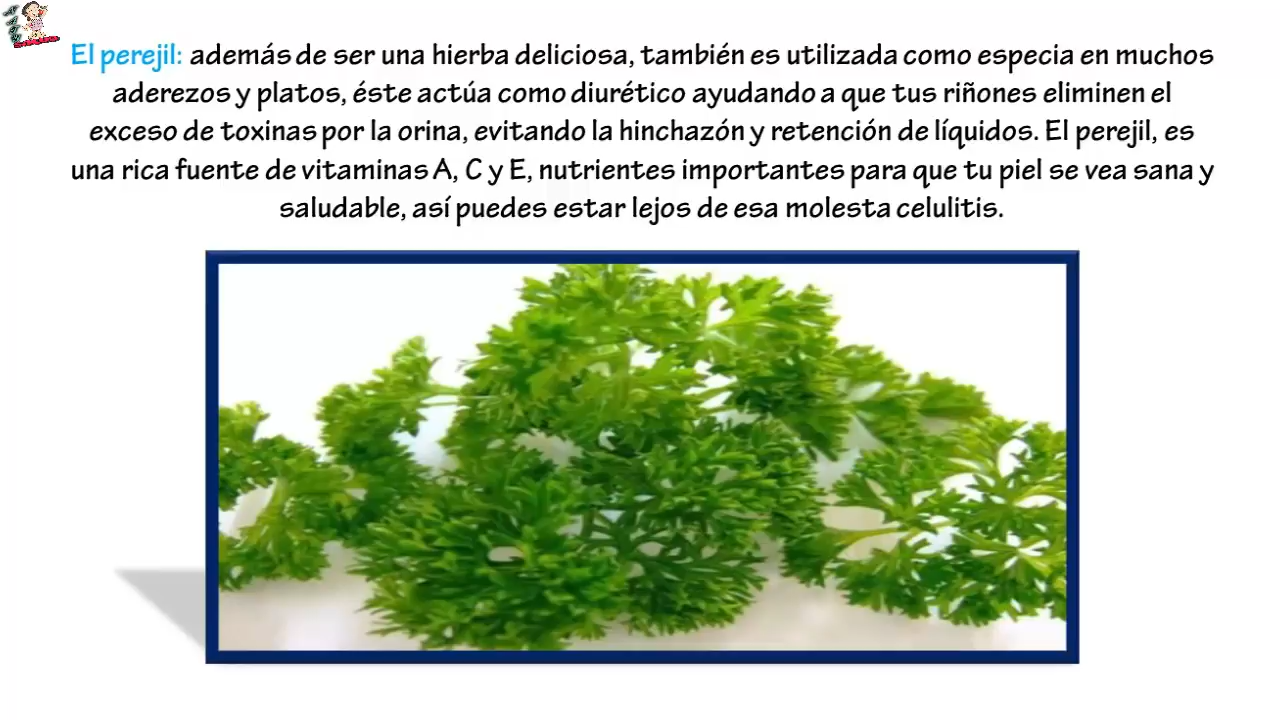 El perejil: además de ser una hierba deliciosa, también es utilizada como especia en muchos
aderezos y platos, éste actúa como diurético ayudando a que tus riñones eliminen el
exceso de toxinas por la orina, evitando la hinchazón y retención de líquidos. El perejil, es
una rica fuente de vitaminas A, C y E, nutrientes importantes para que tu piel se vea sana y
saludable, así puedes estar lejos de esa molesta celulitis.